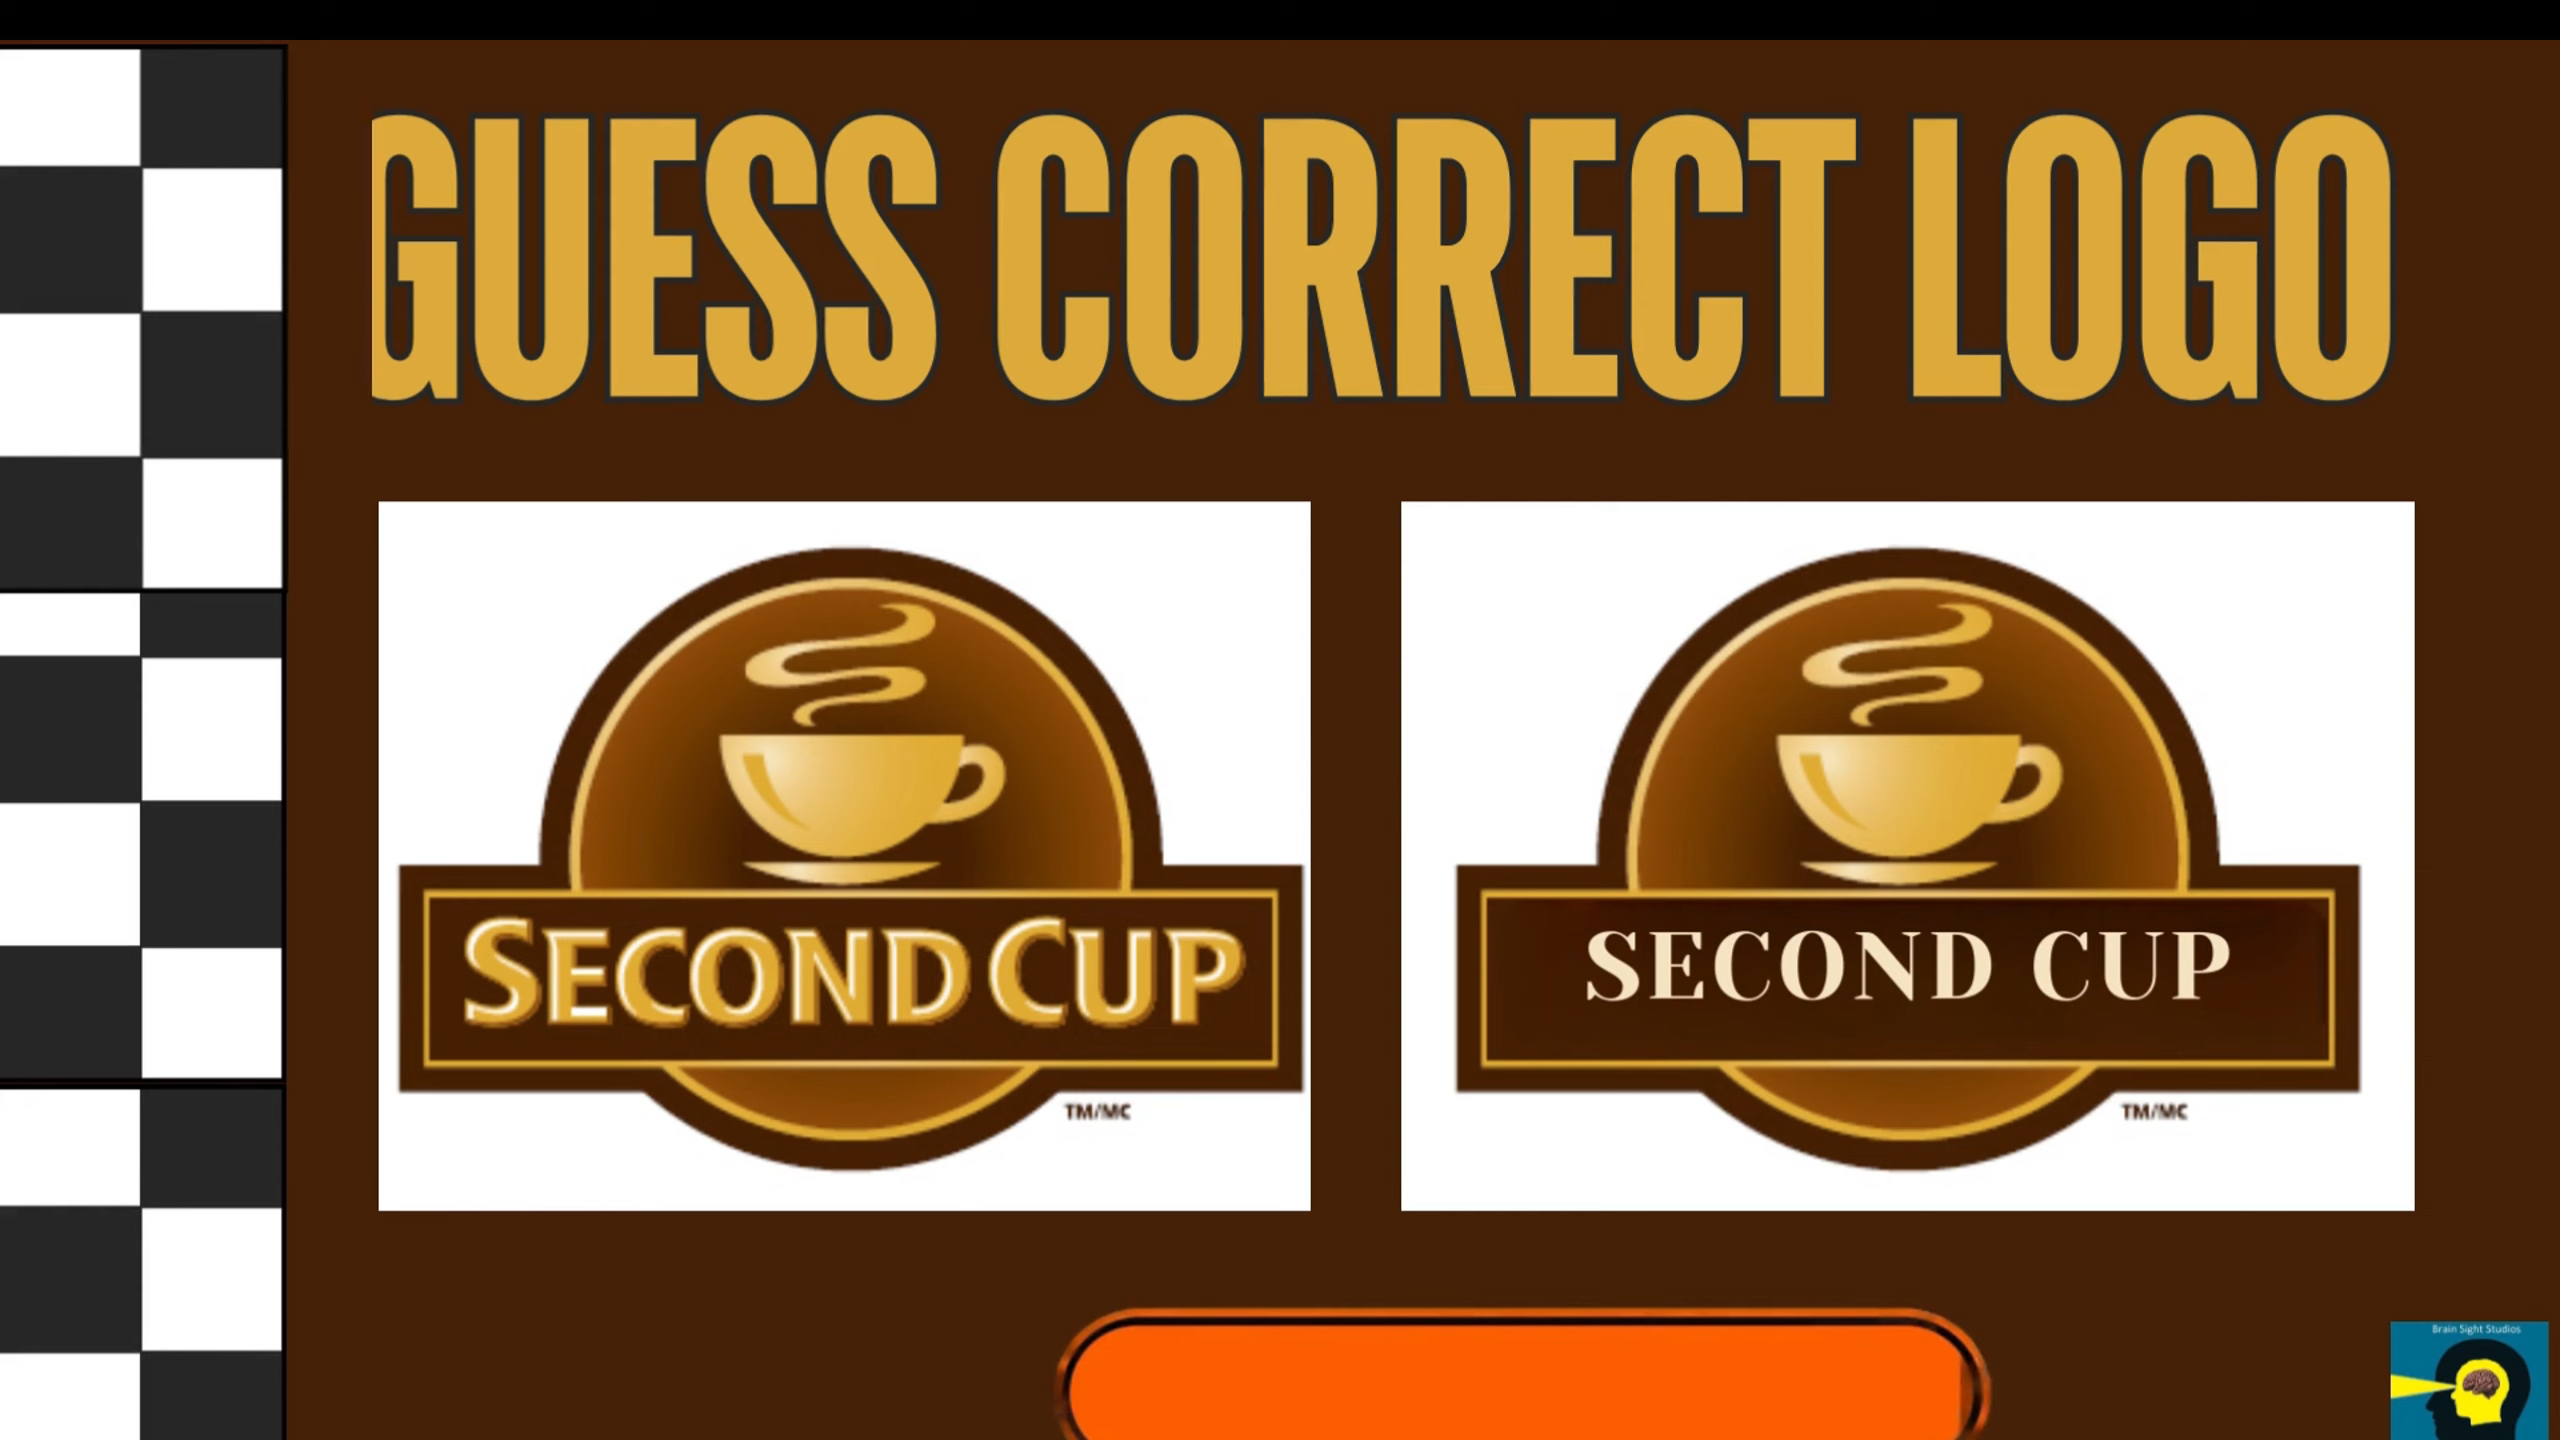 GUESS CORRECT LOGO
SECOND CUP
TM/MC
SECOND CUP
TM/MC
Brain Sight Studios